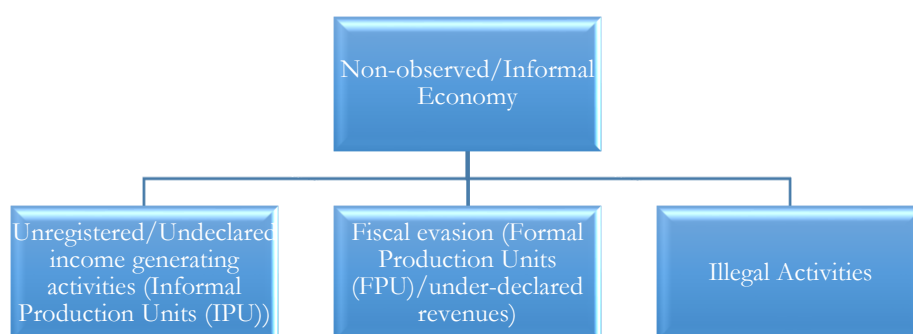 Non-observed/Informal
Economy
Unregistered/Undeclared
income generating
activities (Informal
Production Units (IPU))
Fiscal evasion (Formal
Production Units
(FPU)/under-declared
revenues)
Illegal Activities